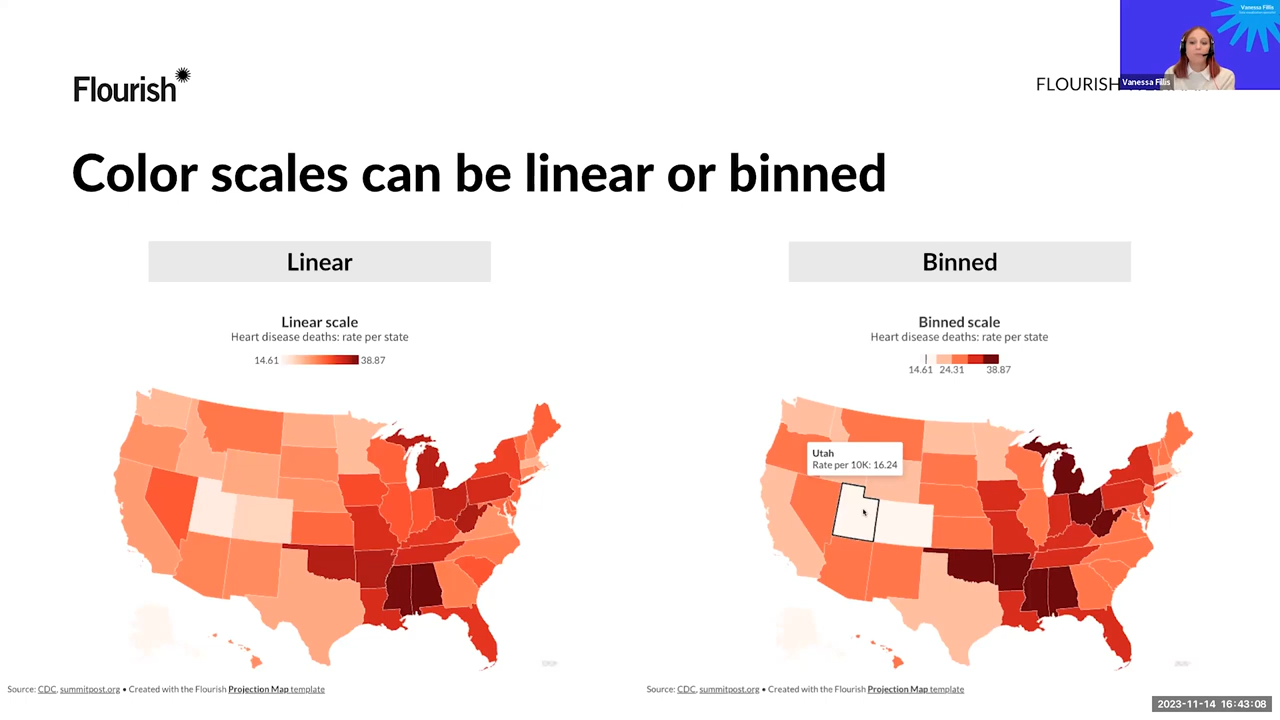 Vanessa Fillis
Vanessa Fillis
Flourish
FLOURISH
Color scales can be linear or binned
Linear
Binned
Linear scale
Heart disease deaths: rate per state
14.61 38.87
Binned scale
Heart disease deaths: rate per state
14.61 24.31 38.87
Utah
Rate per 10K: 16.24
Source: CDC, summitpost.org • Created with the Flourish Projection Map template
Source: CDC, summitpost.org • Created with the Flourish Projection Map template
2023-11-14 16:43:08